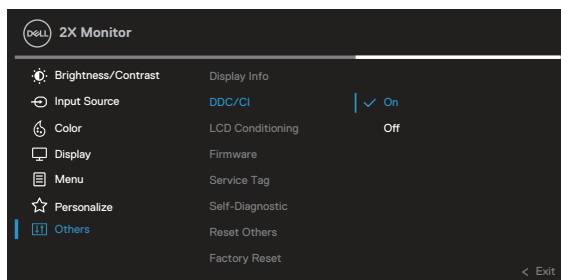 DELL 2X Monitor
Brightness/Contrast Display Info
Input Source DDC/CI On
Color LCD Conditioning Off
Display Firmware
Menu Service Tag
Personalize Self-Diagnostic
Others Reset Others
Factory Reset
< Exit